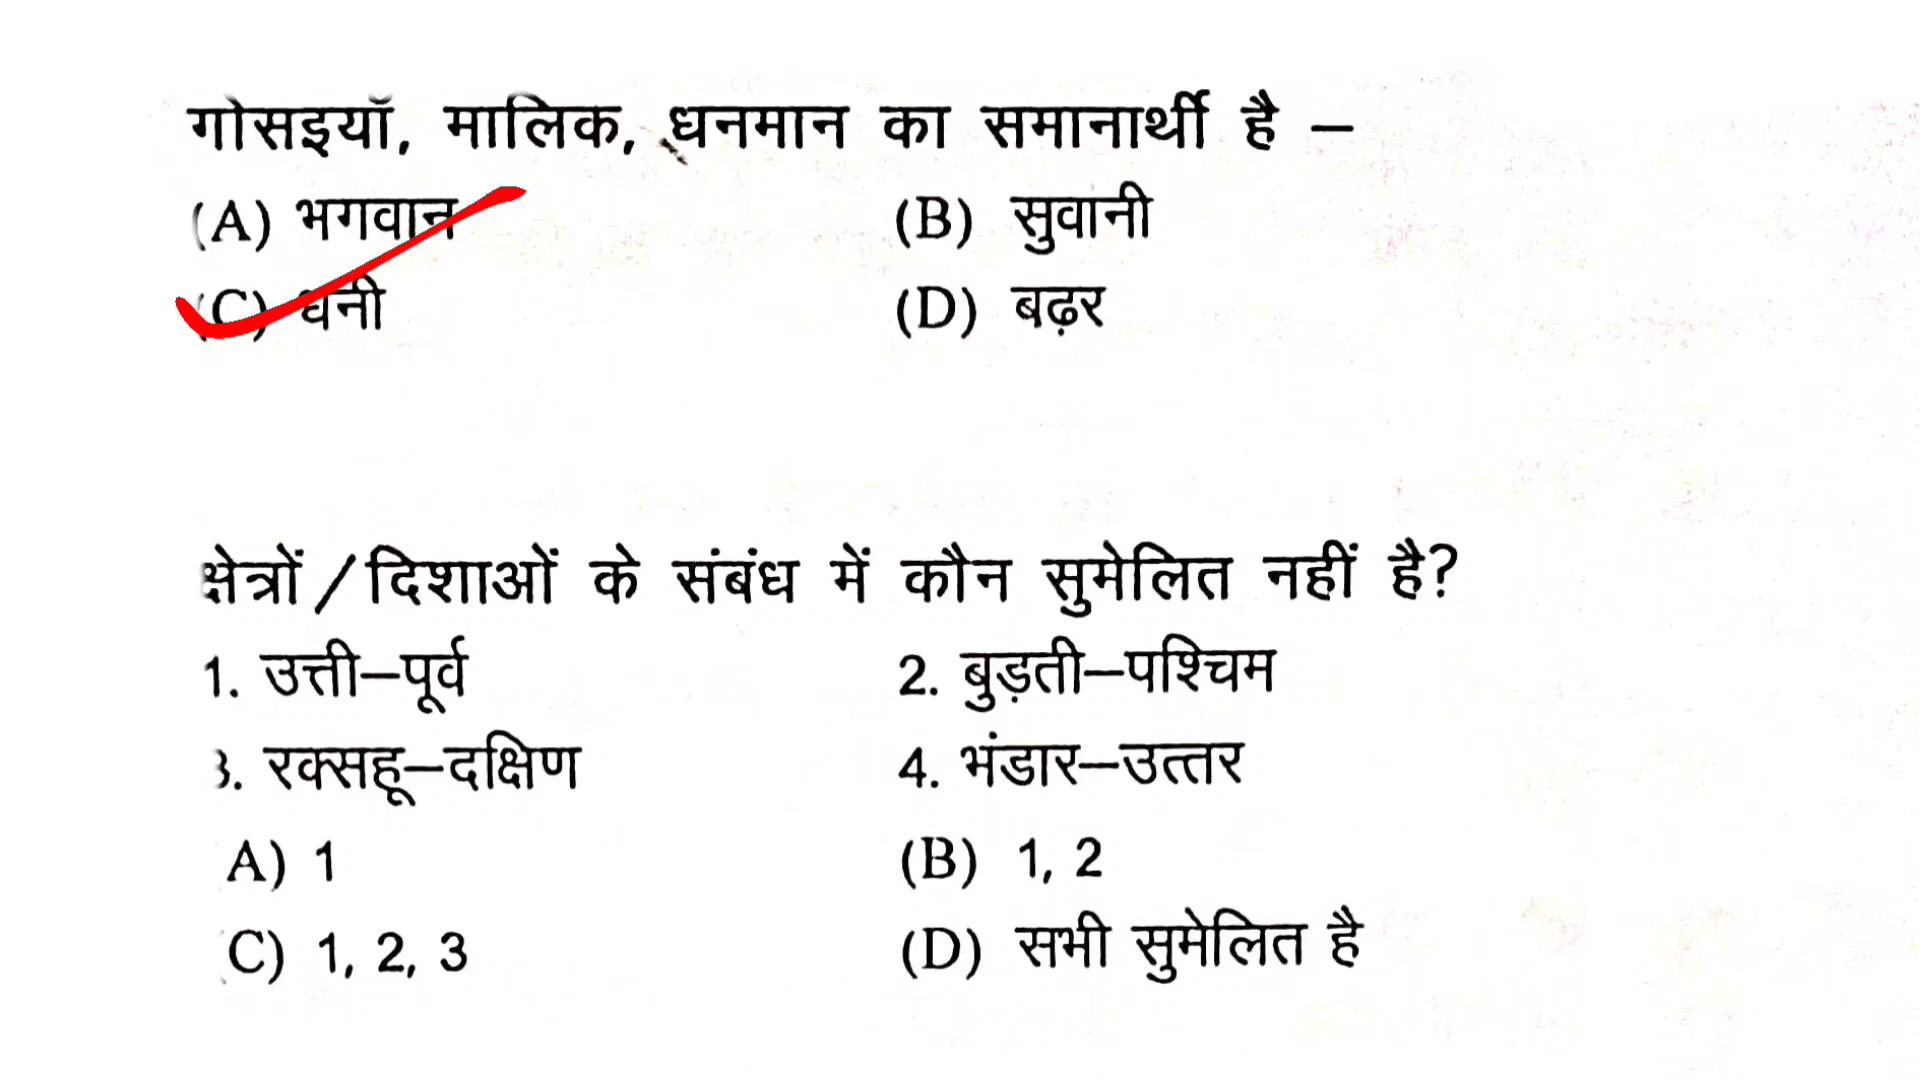 गोसइयाॅं, मालिक, धनमान का समानार्थी है –
(A) भगवान (B) सुवानी
(C) धनी (D) बढ़र
क्षेत्रों/दिशाओं के संबंध में कौन सुमेलित नहीं है?
1. उत्ती–पूर्व 2. बुड़ती–पश्चिम
3. रक्सहू–दक्षिण 4. भंडार–उत्तर
A) 1 (B) 1, 2
C) 1, 2, 3 (D) सभी सुमेलित है